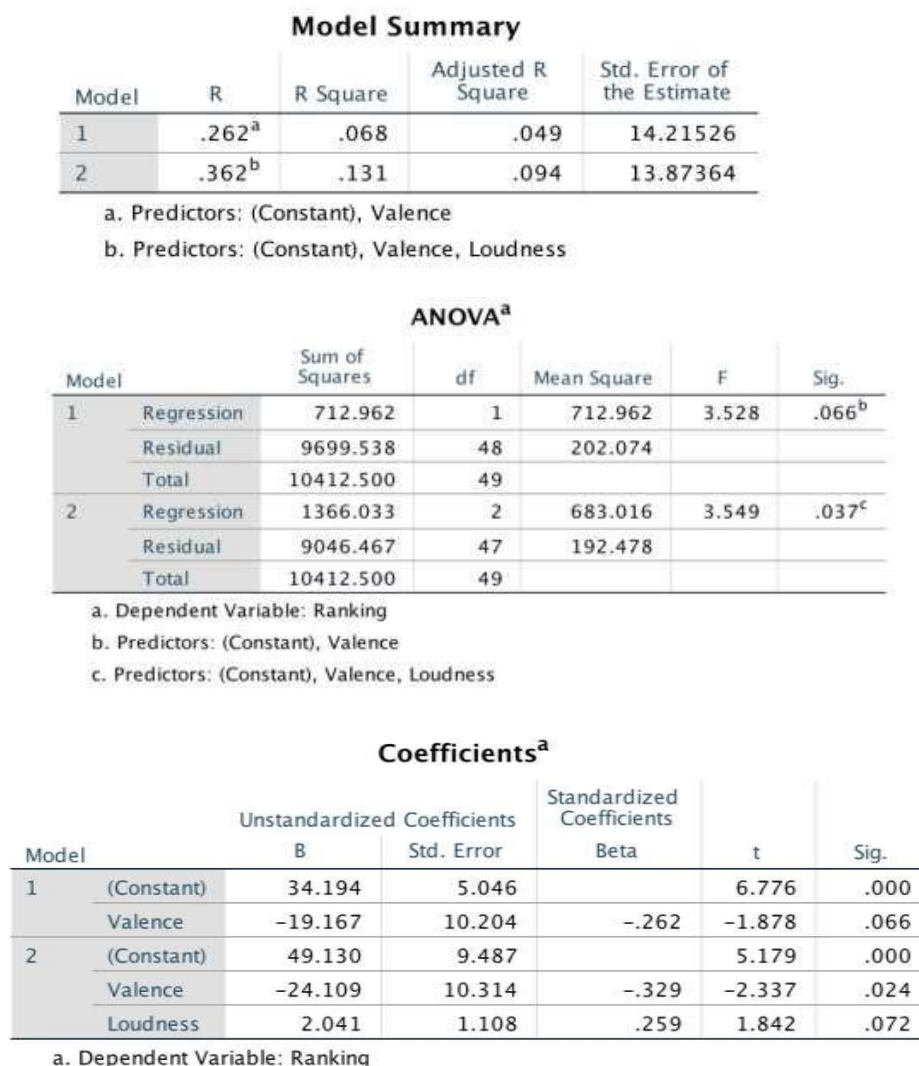 Model Summary
Model R R Square Adjusted R Square Std. Error of the Estimate
1 .262a .068 .049 14.21526
2 .362b .131 .094 13.87364
a. Predictors: (Constant), Valence
b. Predictors: (Constant), Valence, Loudness
ANOVAa
Model Sum of Squares df Mean Square F Sig.
1 Regression 712.962 1 712.962 3.528 .066b
Residual 9699.538 48 202.074
Total 10412.500 49
2 Regression 1366.033 2 683.016 3.549 .037c
Residual 9046.467 47 192.478
Total 10412.500 49
a. Dependent Variable: Ranking
b. Predictors: (Constant), Valence
c. Predictors: (Constant), Valence, Loudness
Coefficientsa
Unstandardized Coefficients Standardized Coefficients
Model B Std. Error Beta t Sig.
1 (Constant) 34.194 5.046 6.776 .000
Valence -19.167 10.204 -.262 -1.878 .066
2 (Constant) 49.130 9.487 5.179 .000
Valence -24.109 10.314 -.329 -2.337 .024
Loudness 2.041 1.108 .259 1.842 .072
a. Dependent Variable: Ranking